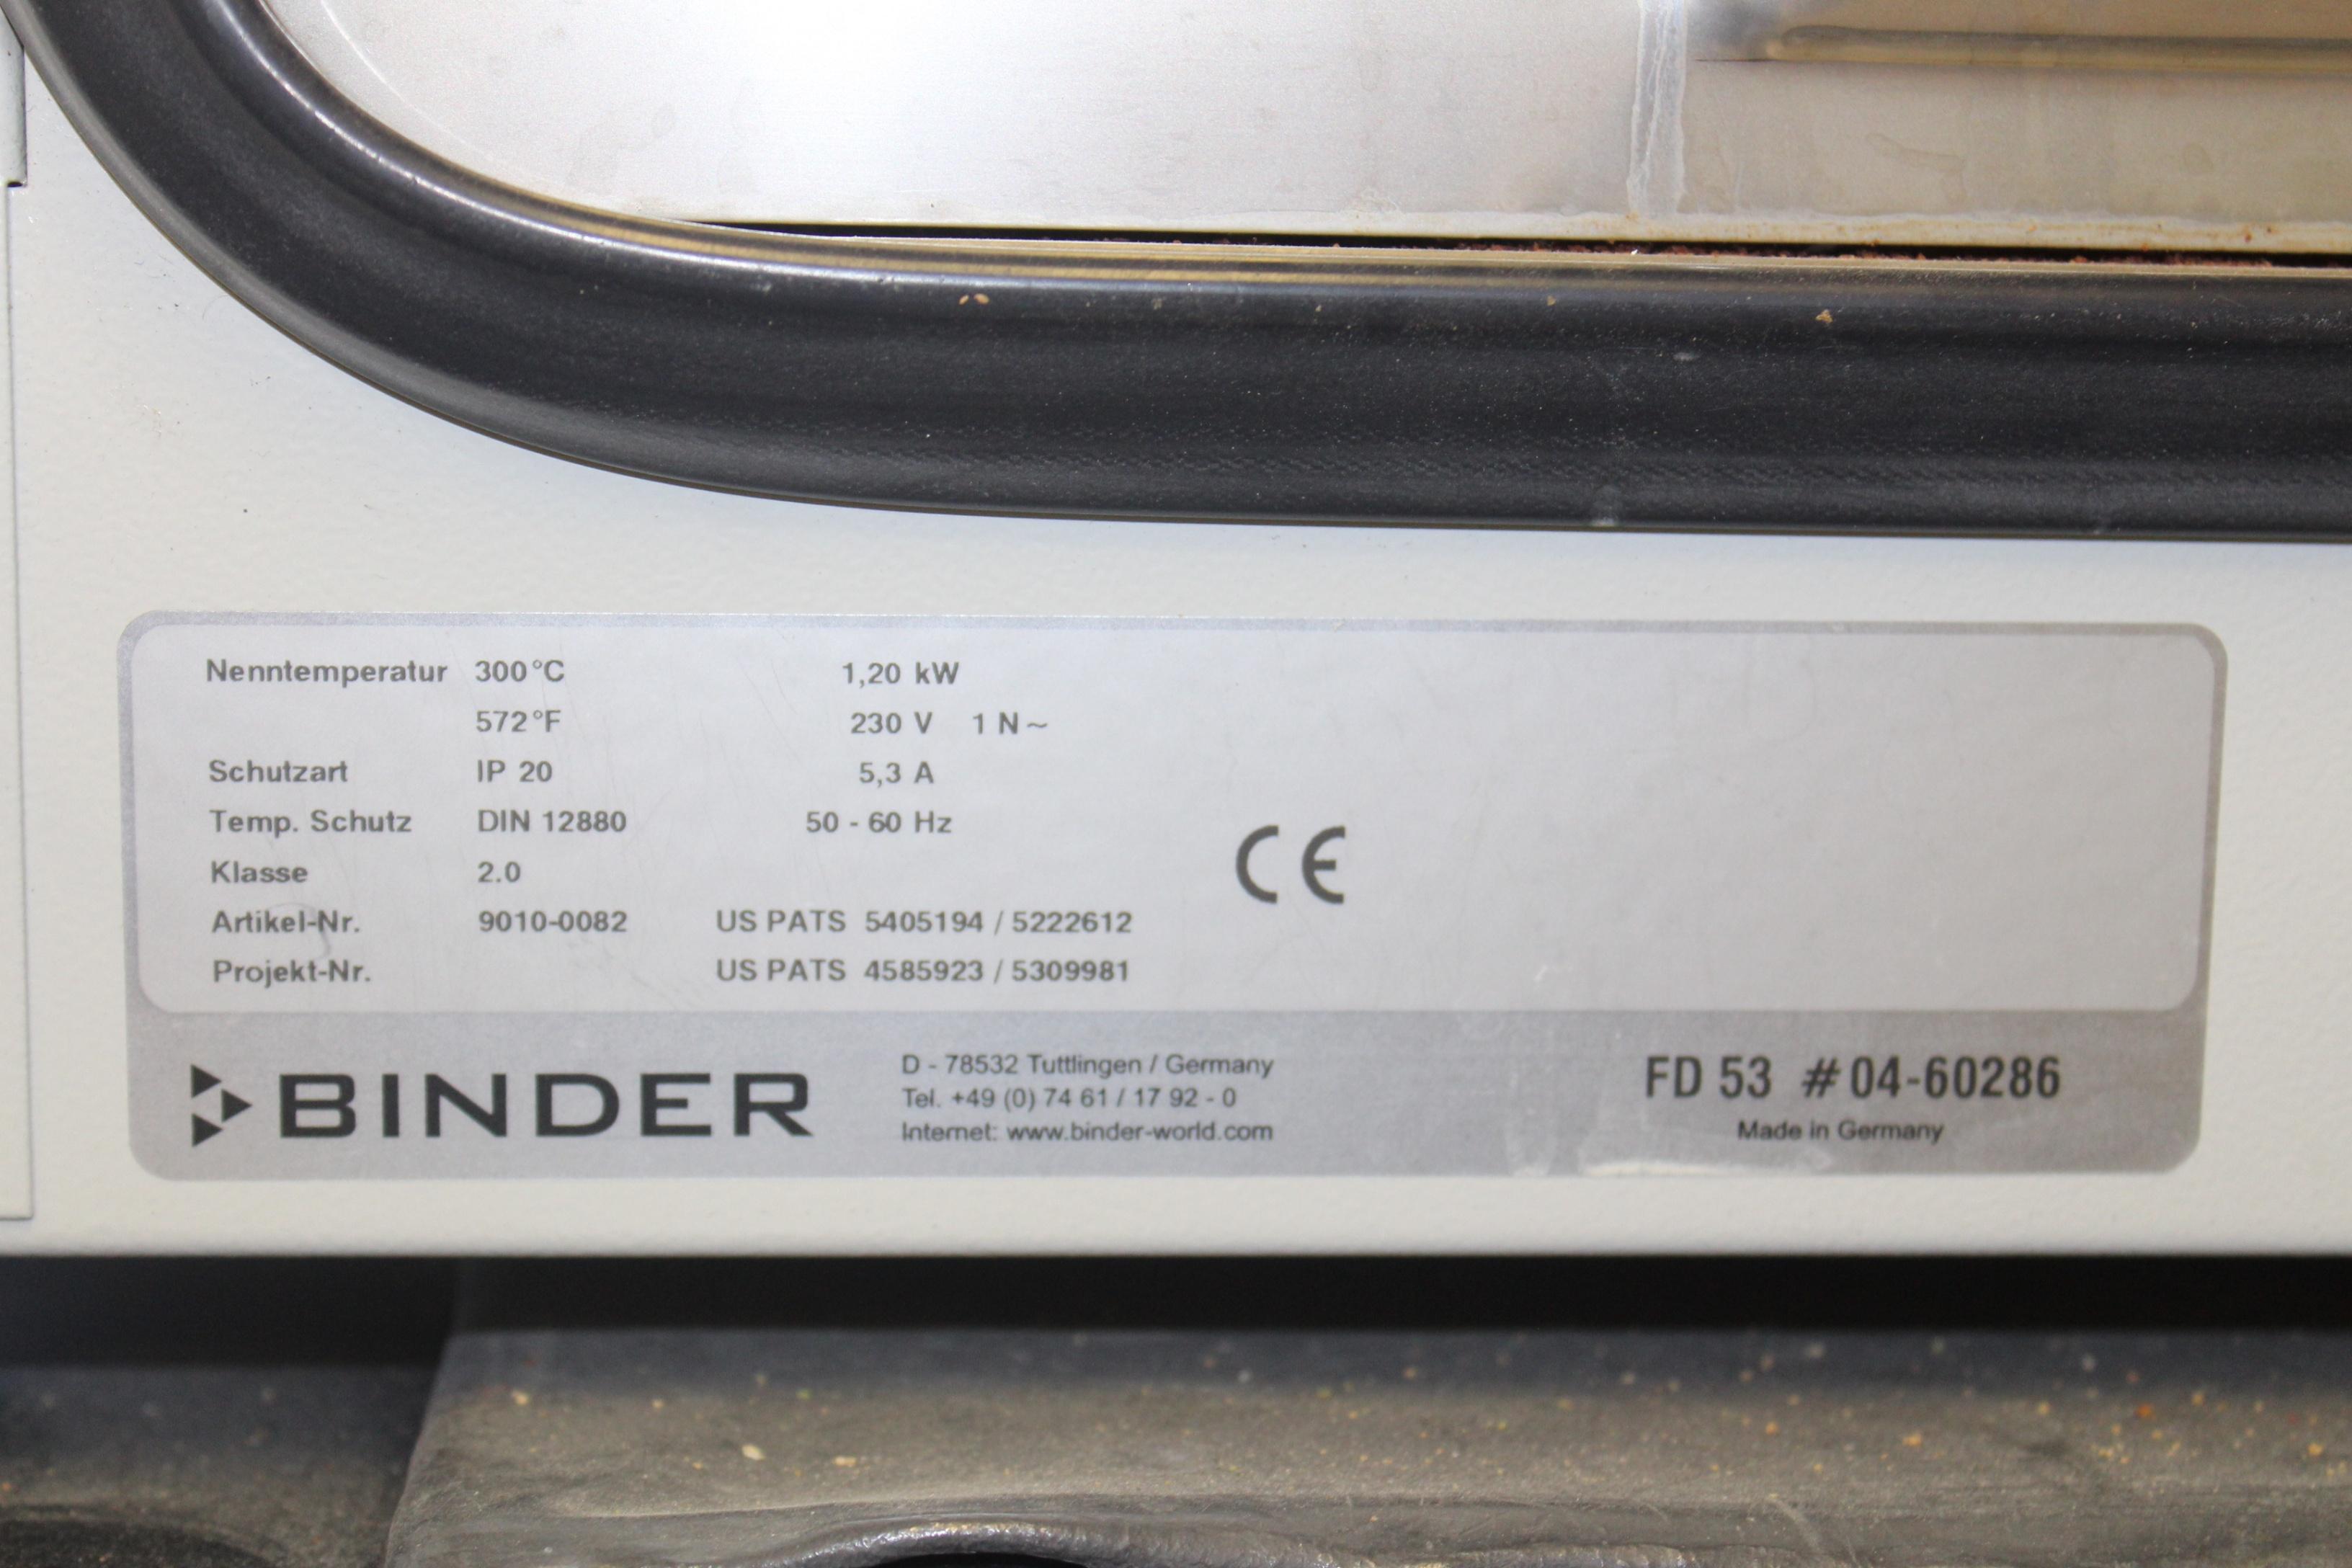 Nenntemperatur 300°C 1,20 kW
572°F 230 V 1 N~
Schutzart IP 20 5,3 A
Temp. Schutz DIN 12880 50 - 60 Hz
Klasse 2.0
CE
Artikel-Nr. 9010-0082 US PATS 5405194 / 5222612
Projekt-Nr. US PATS 4585923 / 5309981
BINDER
D - 78532 Tuttlingen / Germany
Tel. +49 (0) 74 61 / 17 92 - 0
Internet: www.binder-world.com
FD 53 # 04-60286
Made in Germany